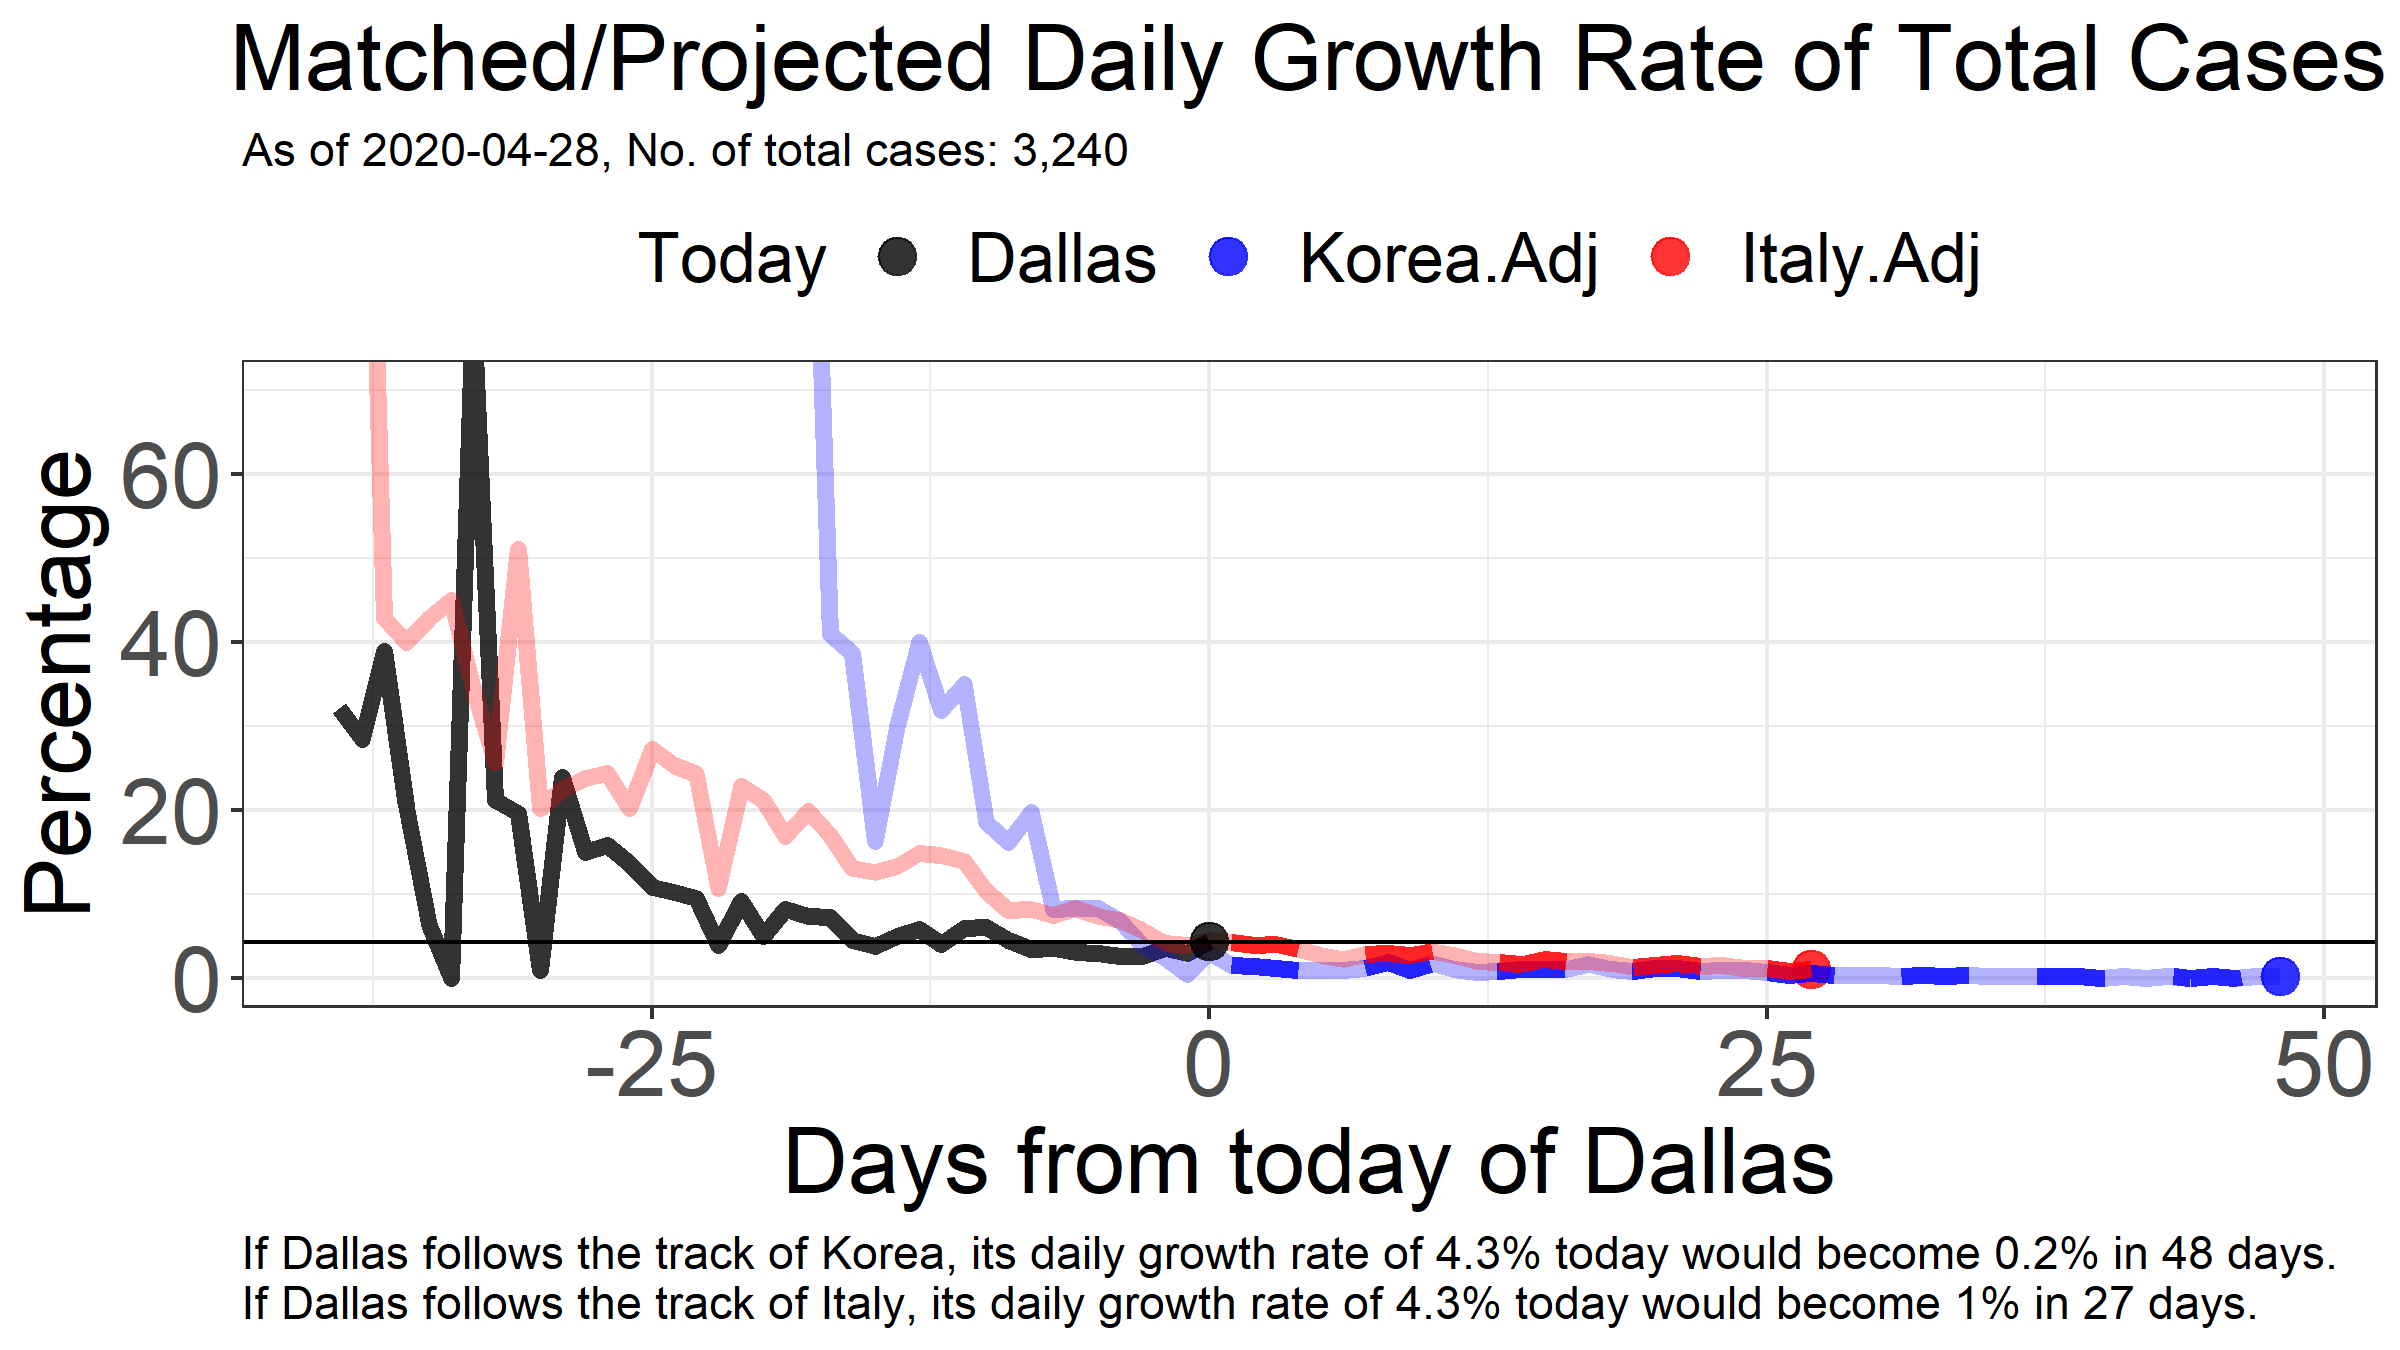 Matched/Projected Daily Growth Rate of Total Cases
As of 2020-04-28, No. of total cases: 3,240
Today Dallas Korea.Adj Italy.Adj
Percentage
60
40
20
0
-25 0 25 50
Days from today of Dallas
If Dallas follows the track of Korea, its daily growth rate of 4.3% today would become 0.2% in 48 days.
If Dallas follows the track of Italy, its daily growth rate of 4.3% today would become 1% in 27 days.